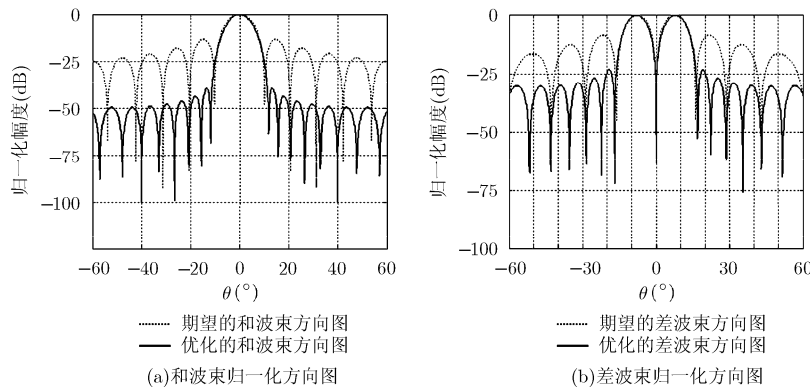 0
−25
−50
−75
−100
归一化幅度(dB)
−60 −40 −20 0 20 40 60
θ(°)
期望的和波束方向图
优化的和波束方向图
(a)和波束归一化方向图
0
−25
−50
−75
−100
归一化幅度(dB)
−60 −30 0 30 60
θ(°)
期望的差波束方向图
优化的差波束方向图
(b)差波束归一化方向图